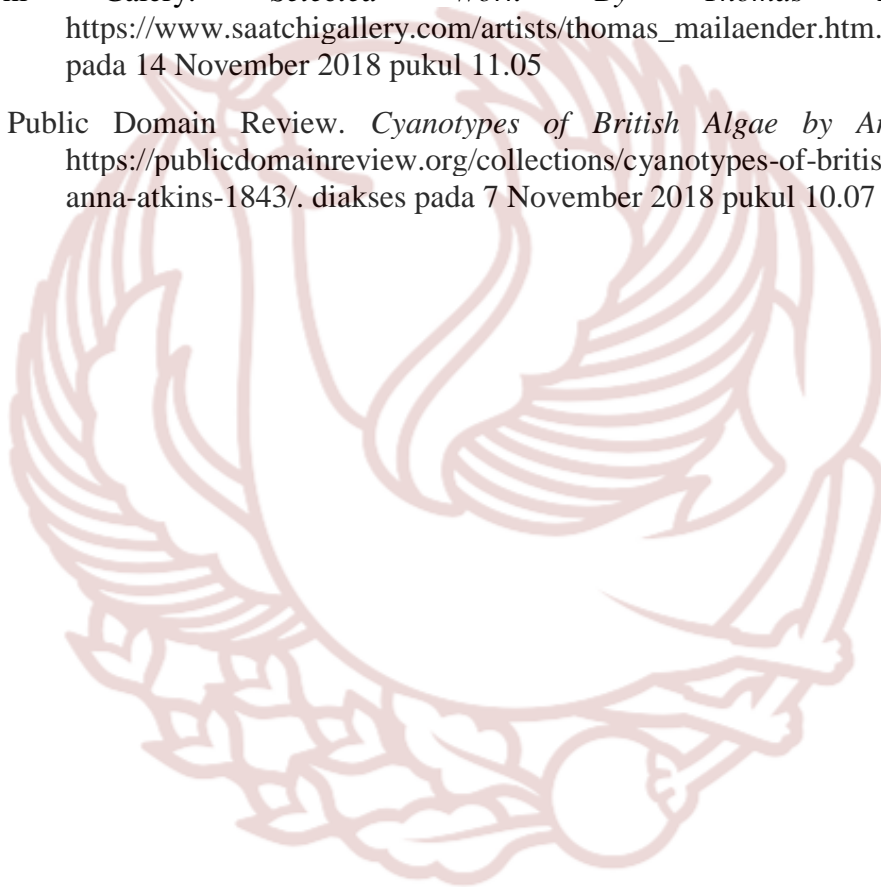 Galery. Selected Work By Thomas
https://www.saatchigallery.com/artists/thomas_mailaender.htm.
pada 14 November 2018 pukul 11.05
Public Domain Review. Cyanotypes of British Algae by An
https://publicdomainreview.org/collections/cyanotypes-of-britis
anna-atkins-1843/. diakses pada 7 November 2018 pukul 10.07